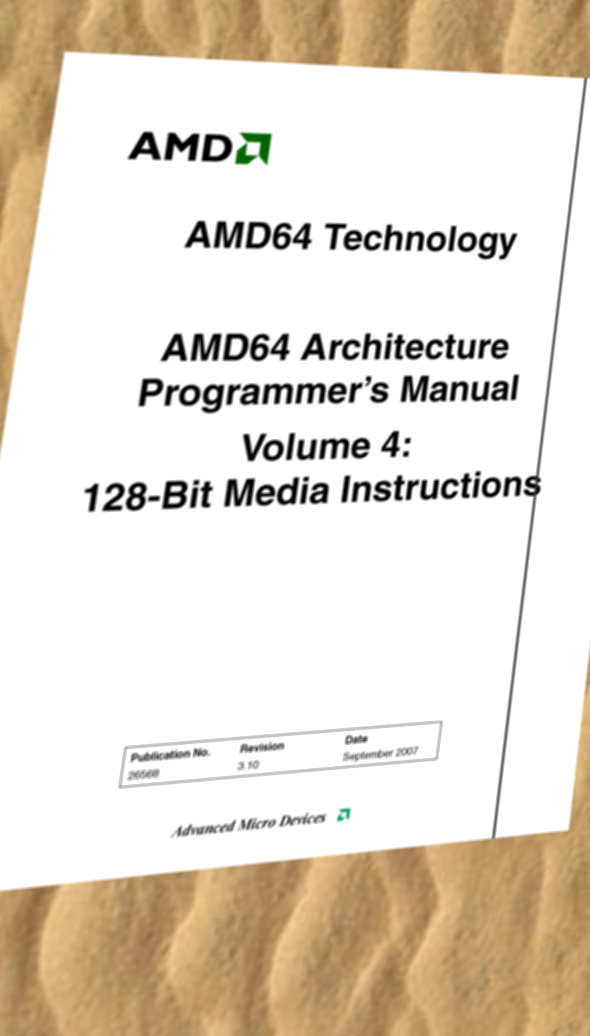 AMD
AMD64 Technology
AMD64 Architecture
Programmer’s Manual
Volume 4:
128-Bit Media Instructions
Publication No. Revision Date
26568 3.10 September 2007
Advanced Micro Devices